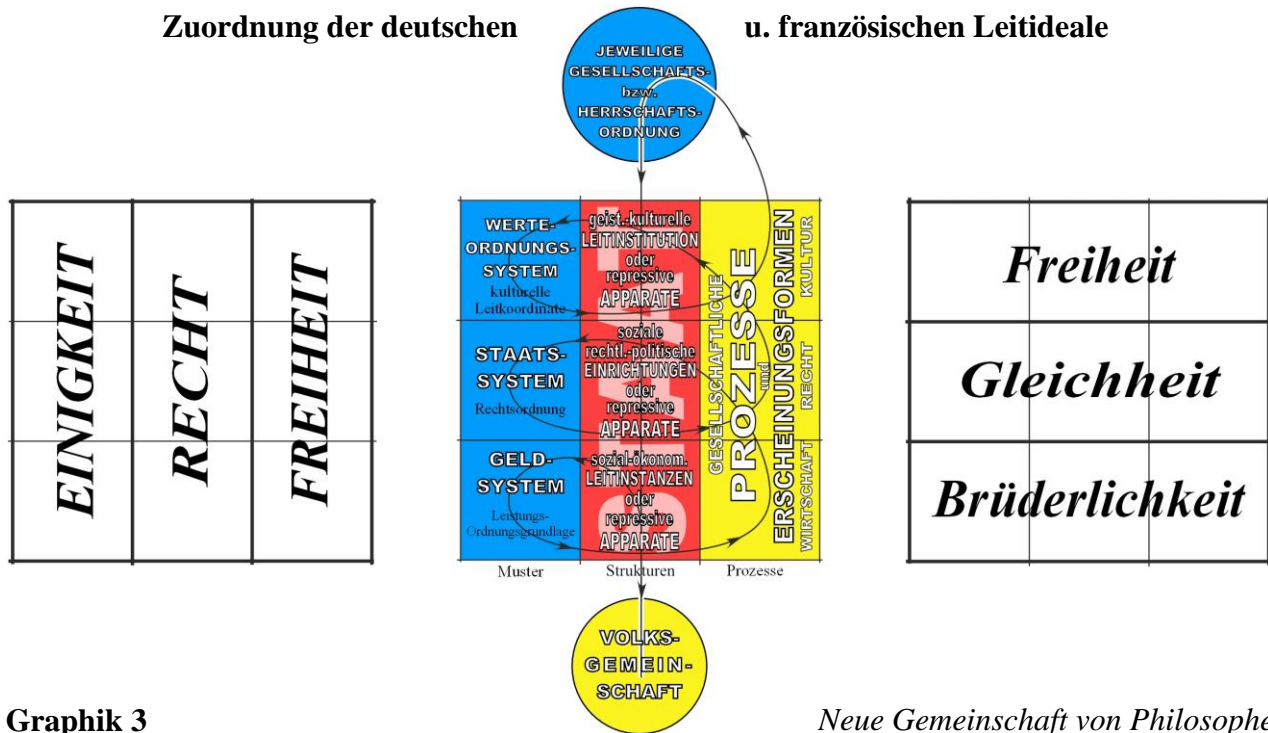 Zuordnung der deutschen u. französischen Leitideale
JEWEILIGE
GESELLSCHAFTS-
bzw.
HERRSCHAFTS-
ORDNUNG
EINIGKEIT
RECHT
FREIHEIT
WERTE-
ORDNUNGS-
SYSTEM
kulturelle
Leitkoordinate
STAATS-
SYSTEM
Rechtsordnung
GELD-
SYSTEM
Leistungs-
Ordnungsgrundlage
STAAT
geist.-kulturelle
LEITINSTITUTION
oder
repressive
APPARATE
soziale
rechtl.-politische
EINRICHTUNGEN
oder
repressive
APPARATE
sozial-ökonom.
LEITINSTANZEN
oder
repressive
APPARATE
GESELLSCHAFTLICHE
PROZESSE
und
ERSCHEINUNGSFORMEN
WIRTSCHAFT RECHT KULTUR
Muster Strukturen Prozesse
Freiheit
Gleichheit
Brüderlichkeit
VOLKS-
GEMEIN-
SCHAFT
Graphik 3 Neue Gemeinschaft von Philosophe